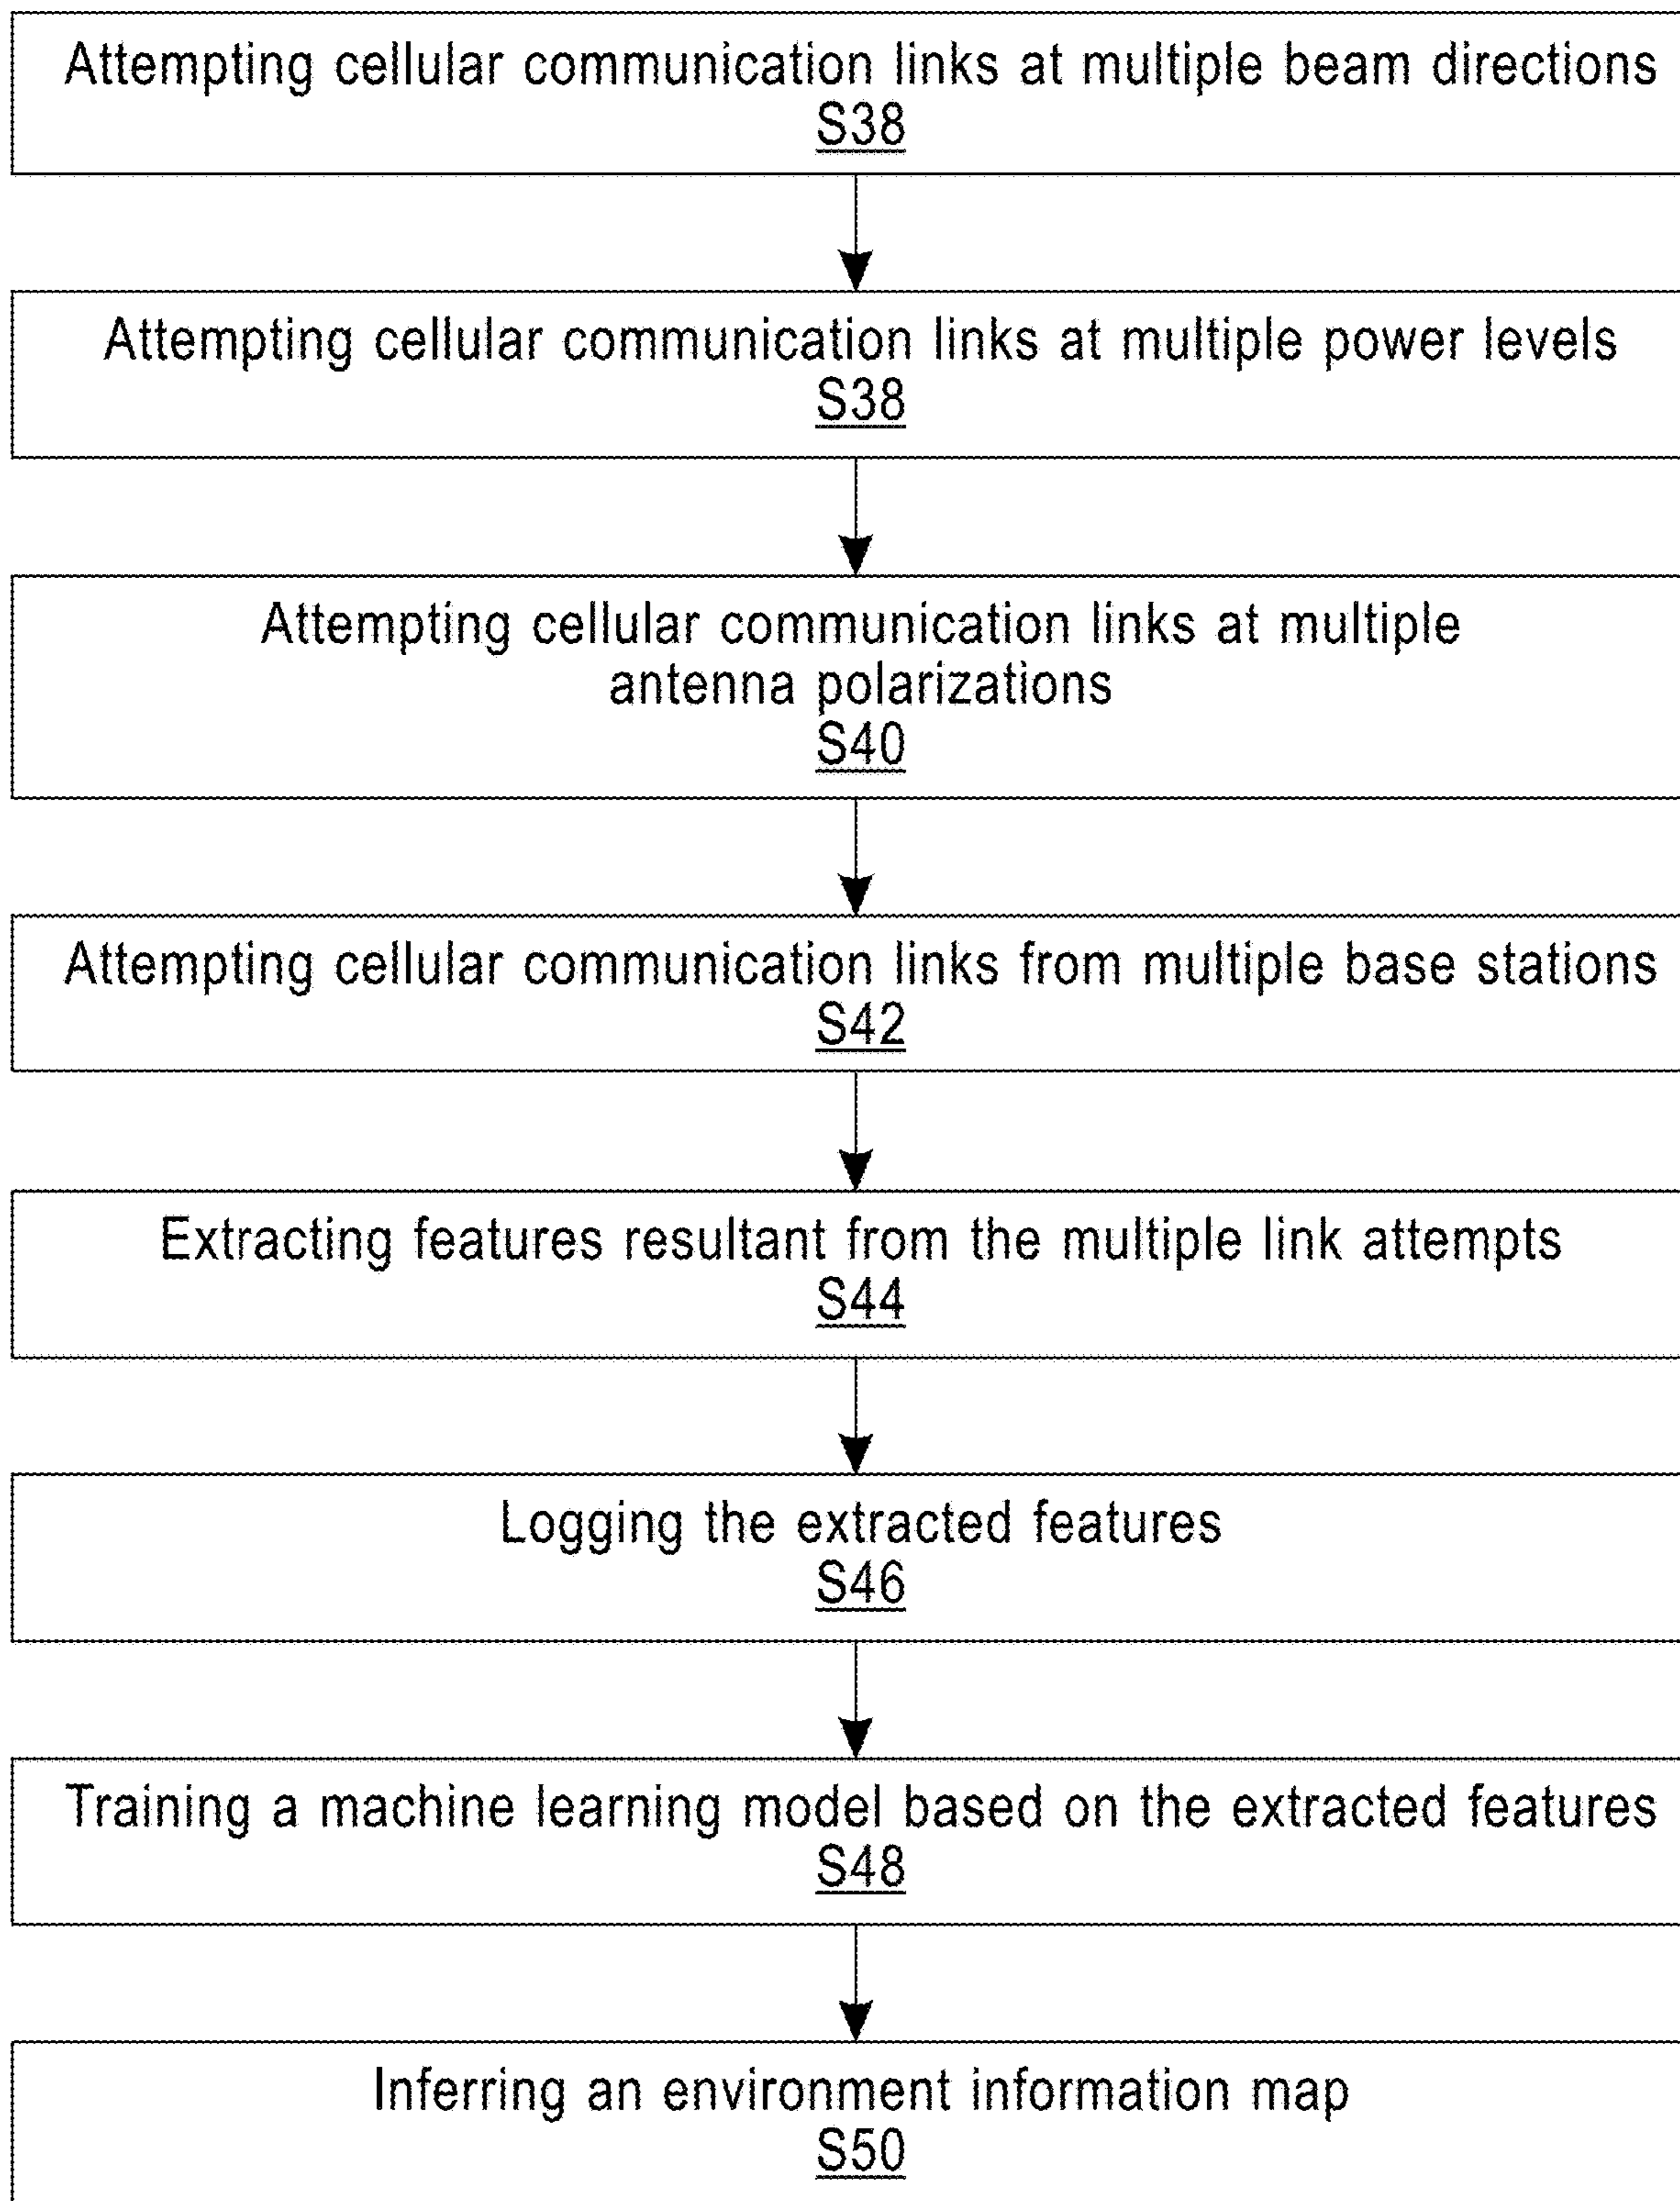 Attempting cellular communication links at multiple beam directions
S38
Attempting cellular communication links at multiple power levels
S38
Attempting cellular communication links at multiple
antenna polarizations
S40
Attempting cellular communication links from multiple base stations
S42
Extracting features resultant from the multiple link attempts
S44
Logging the extracted features
S46
Training a machine learning model based on the extracted features
S48
Inferring an environment information map
S50